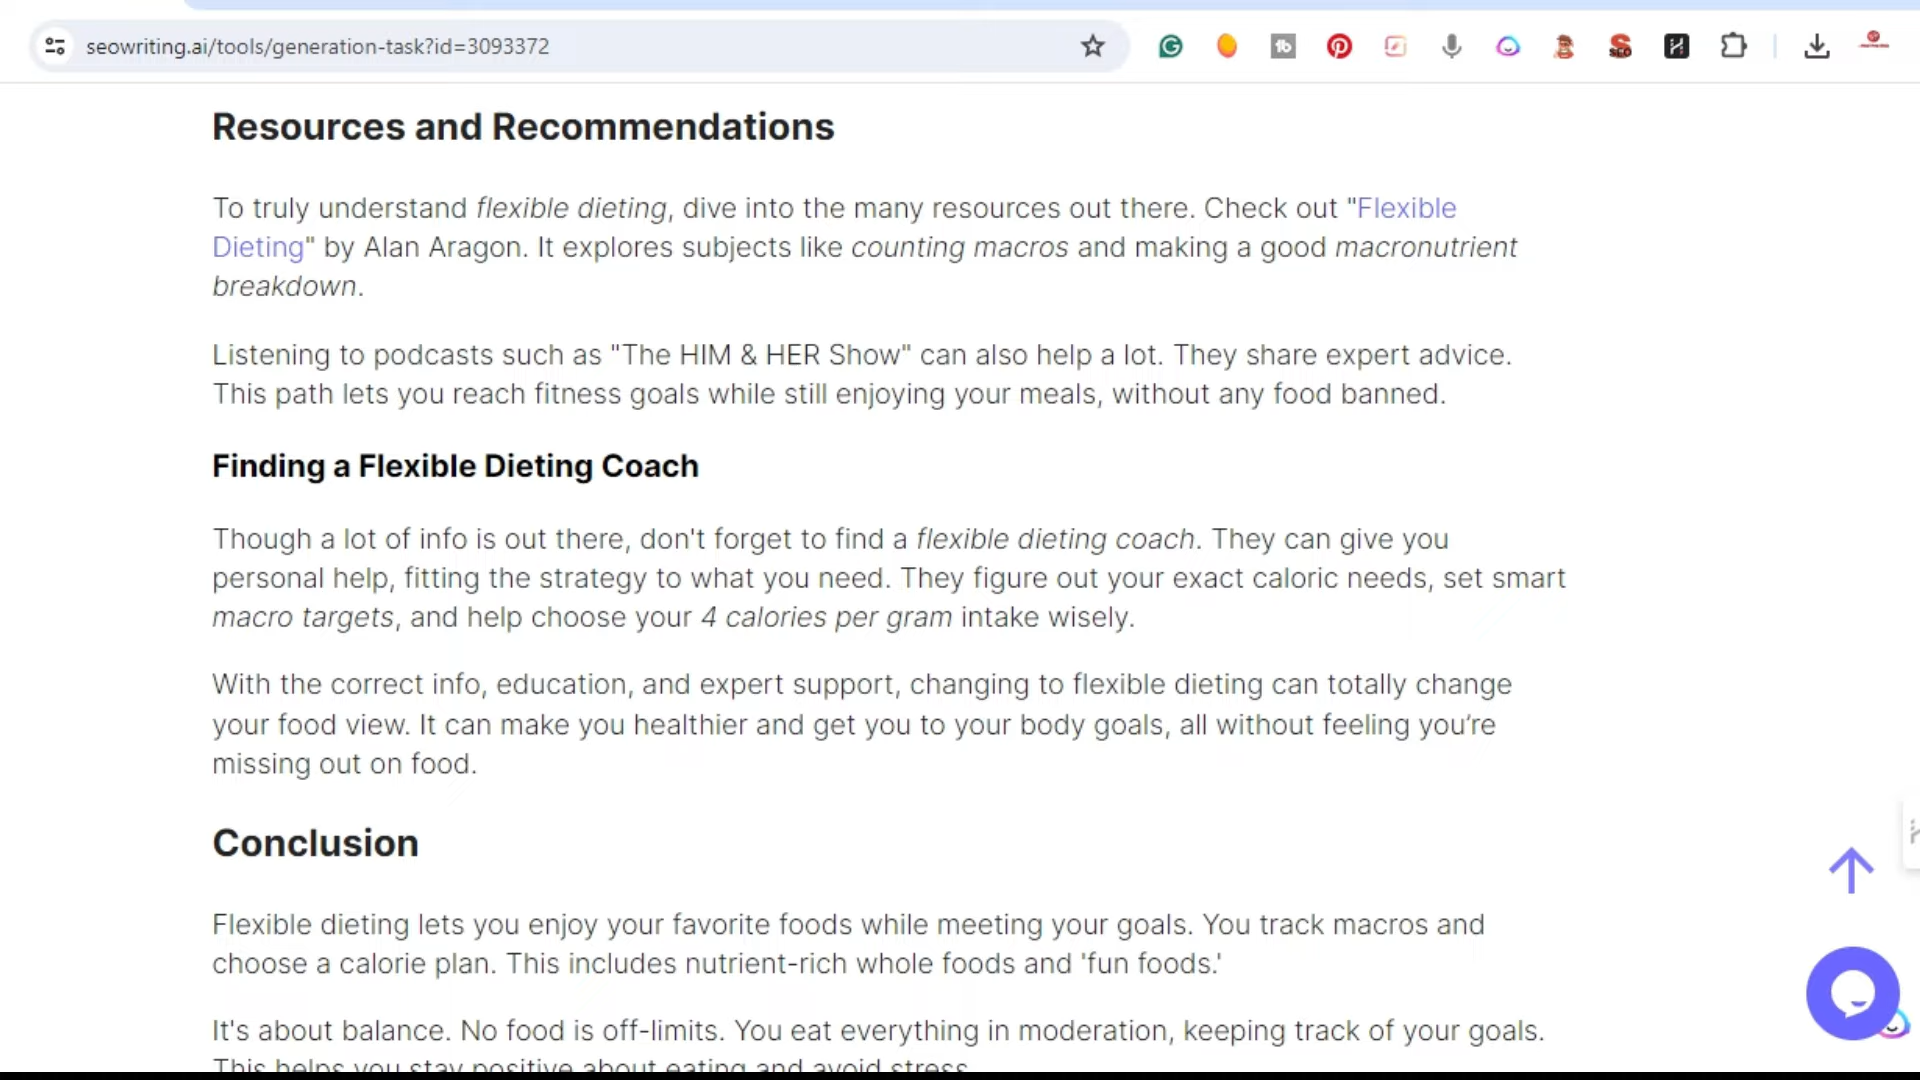 seowriting.ai/tools/generation-task?id=3093372
Resources and Recommendations
To truly understand flexible dieting, dive into the many resources out there. Check out "Flexible
Dieting" by Alan Aragon. It explores subjects like counting macros and making a good macronutrient
breakdown.
Listening to podcasts such as "The HIM & HER Show" can also help a lot. They share expert advice.
This path lets you reach fitness goals while still enjoying your meals, without any food banned.
Finding a Flexible Dieting Coach
Though a lot of info is out there, don't forget to find a flexible dieting coach. They can give you
personal help, fitting the strategy to what you need. They figure out your exact caloric needs, set smart
macro targets, and help choose your 4 calories per gram intake wisely.
With the correct info, education, and expert support, changing to flexible dieting can totally change
your food view. It can make you healthier and get you to your body goals, all without feeling you’re
missing out on food.
Conclusion
Flexible dieting lets you enjoy your favorite foods while meeting your goals. You track macros and
choose a calorie plan. This includes nutrient-rich whole foods and 'fun foods.'
It's about balance. No food is off-limits. You eat everything in moderation, keeping track of your goals.
This helps you stay positive about eating and avoid stress.